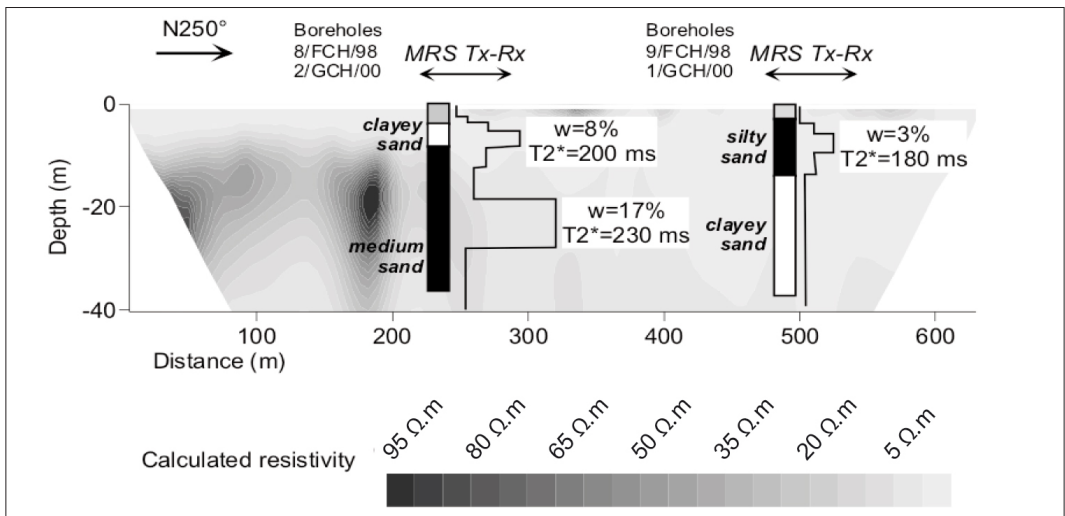 N250°
Boreholes
8/FCH/98
2/GCH/00
MRS Tx-Rx
Boreholes
9/FCH/98
1/GCH/00
MRS Tx-Rx
0
-20
-40
Depth (m)
clayey
sand
w=8%
T2*=200 ms
w=17%
T2*=230 ms
medium
sand
silty
sand
w=3%
T2*=180 ms
clayey
sand
100
200
300
400
500
600
Distance (m)
95 Ω.m
80 Ω.m
65 Ω.m
50 Ω.m
35 Ω.m
20 Ω.m
5 Ω.m
Calculated resistivity